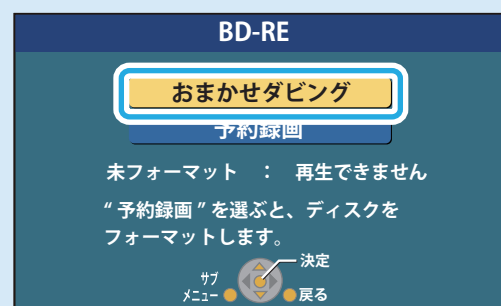 BD-RE
おまかせダビング
予約録画
未フォーマット ： 再生できません
“ 予約録画 ” を選ぶと、ディスクを
フォーマットします。
決定
サブ
メニュー
戻る